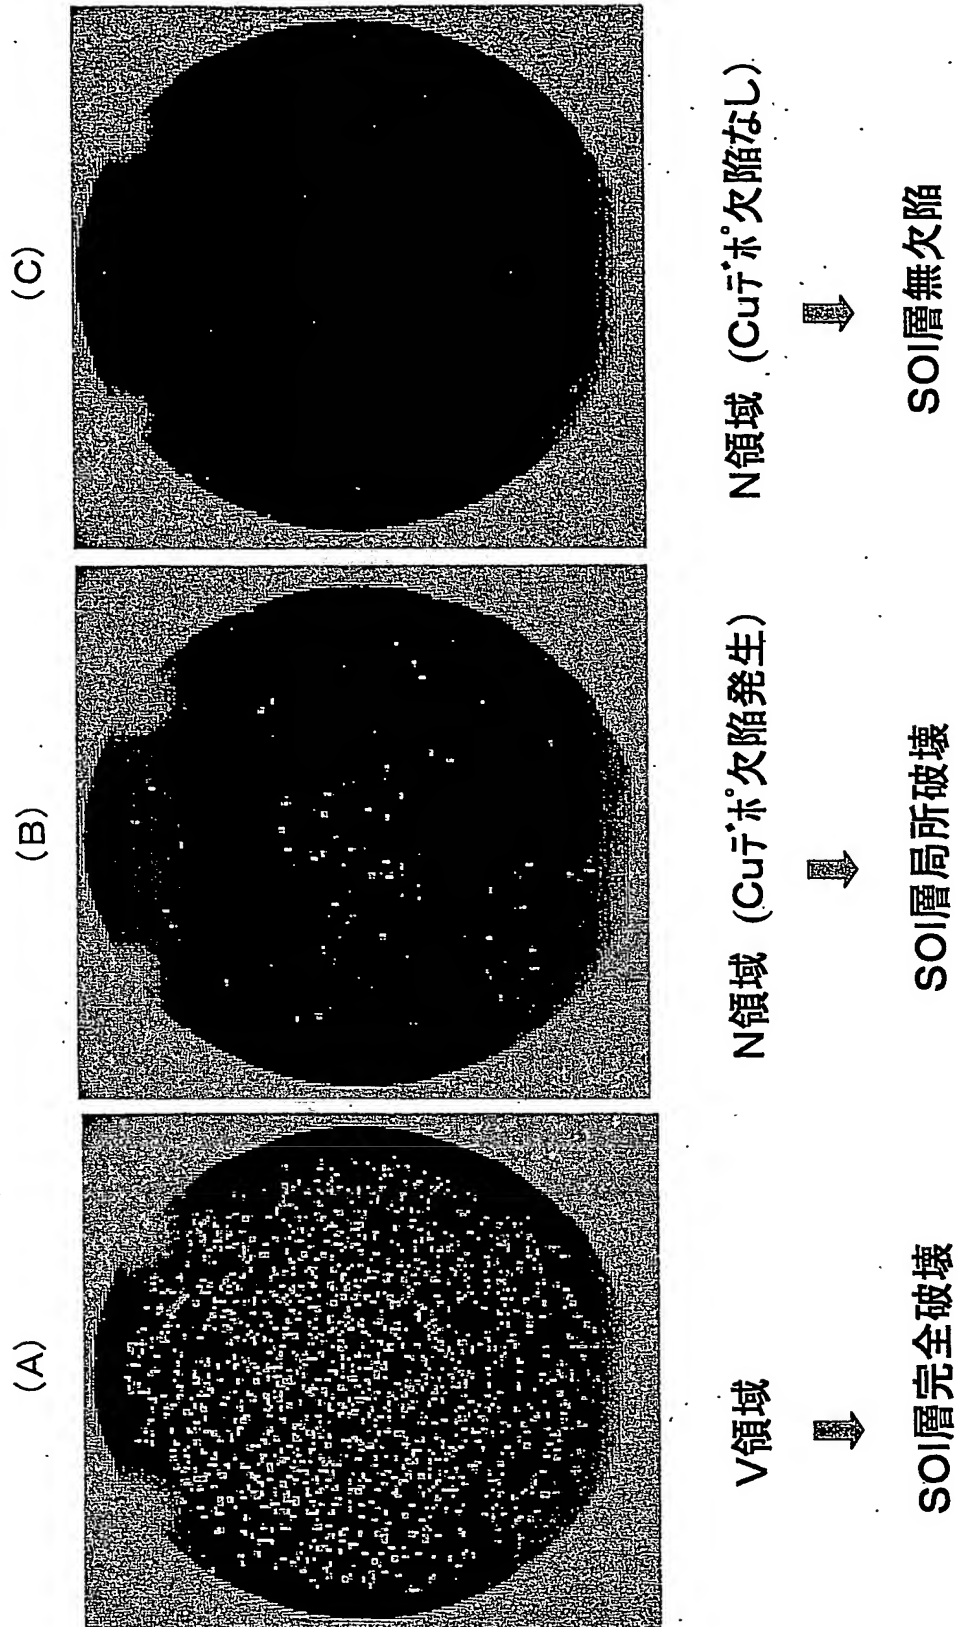 (A)
V領域
SOI層完全破壊
(B)
N領域 (Cuデポ欠陥発生)
SOI層局所破壊
(C)
N領域 (Cuデポ欠陥なし)
SOI層無欠陥